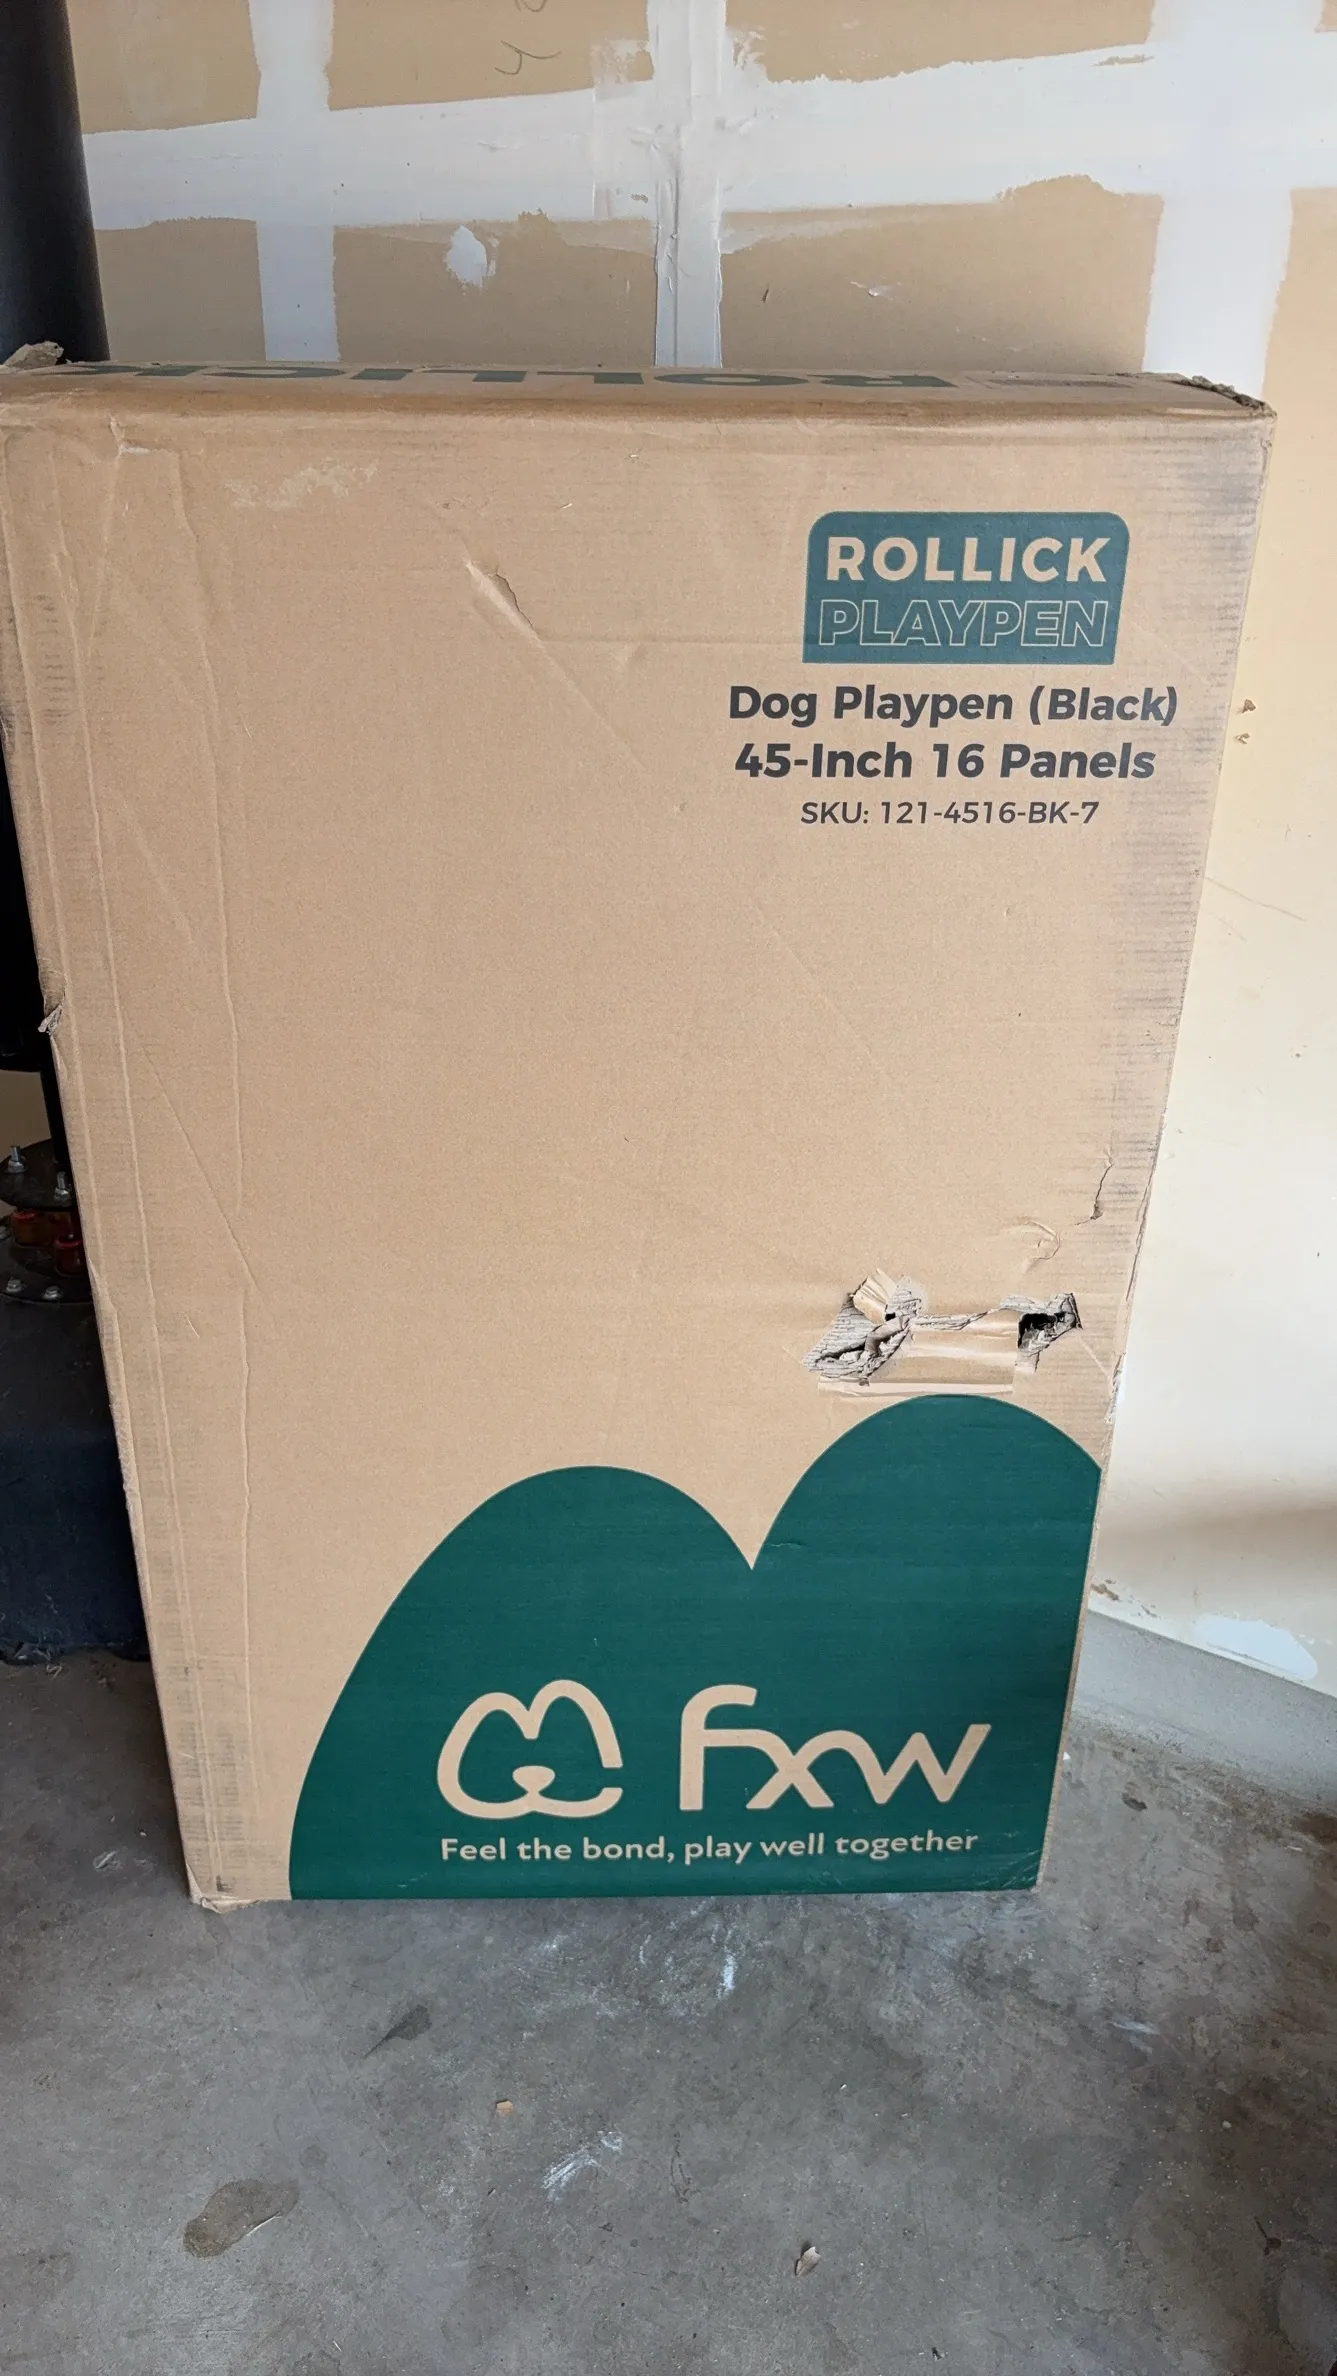 ROLLICK
ROLLICK
PLAYPEN
Dog Playpen (Black)
45-Inch 16 Panels
SKU: 121-4516-BK-7
fxw
Feel the bond, play well together